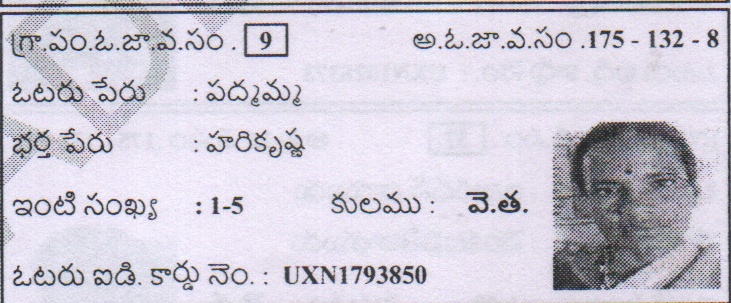 గ్రా.పం.ఓ.జా.వ.సం . 9 అ.ఓ.జా.వ.సం .175 - 132 - 8
ఓటరు పేరు : పద్మమ్మ
భర్త పేరు : హరికృష్ణ
ఇంటి సంఖ్య : 1-5 కులము : వె.త.
ఓటరు ఐడి. కార్డు నెం. : UXN1793850